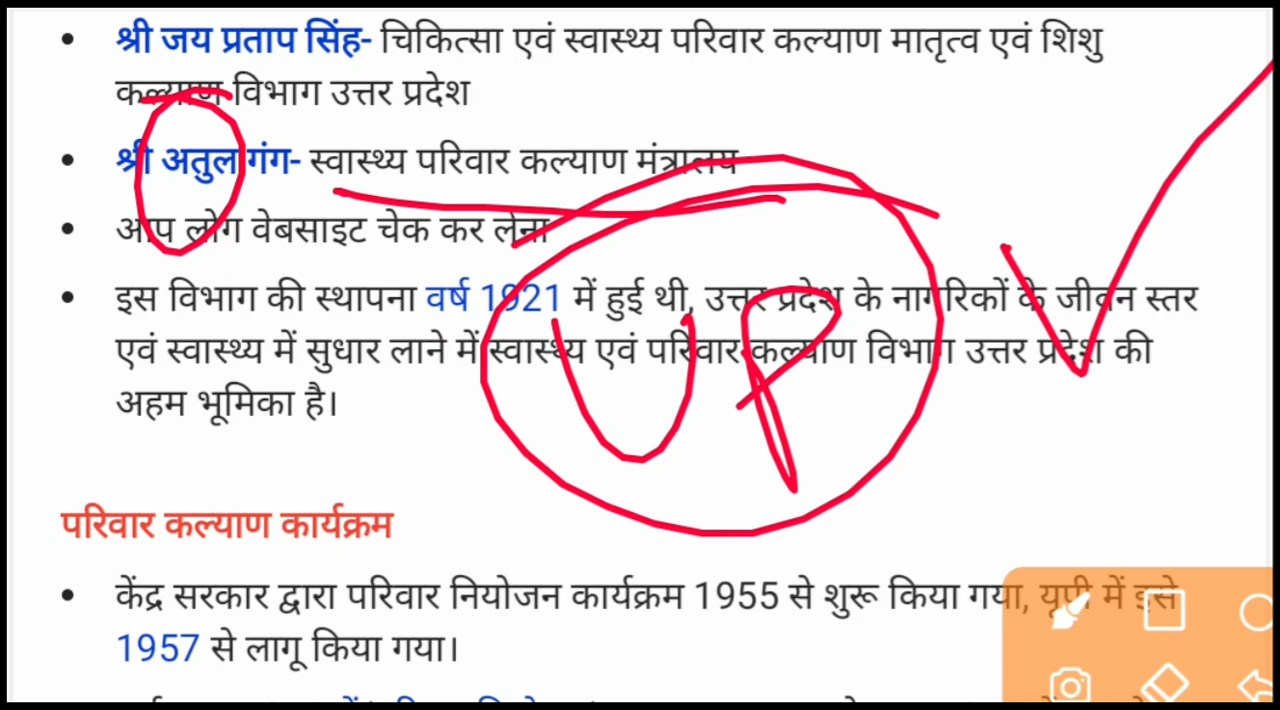 • श्री जय प्रताप सिंह- चिकित्सा एवं स्वास्थ्य परिवार कल्याण मातृत्व एवं शिशु
कल्याण विभाग उत्तर प्रदेश
• श्री अतुल गंग- स्वास्थ्य परिवार कल्याण मंत्रालय
• आप लोग वेबसाइट चेक कर लेना
• इस विभाग की स्थापना वर्ष 1921 में हुई थी, उत्तर प्रदेश के नागरिकों के जीवन स्तर
एवं स्वास्थ्य में सुधार लाने में स्वास्थ्य एवं परिवार कल्याण विभाग उत्तर प्रदेश की
अहम भूमिका है।
UP
परिवार कल्याण कार्यक्रम
• केंद्र सरकार द्वारा परिवार नियोजन कार्यक्रम 1955 से शुरू किया गया, यूपी में इसे
1957 से लागू किया गया।